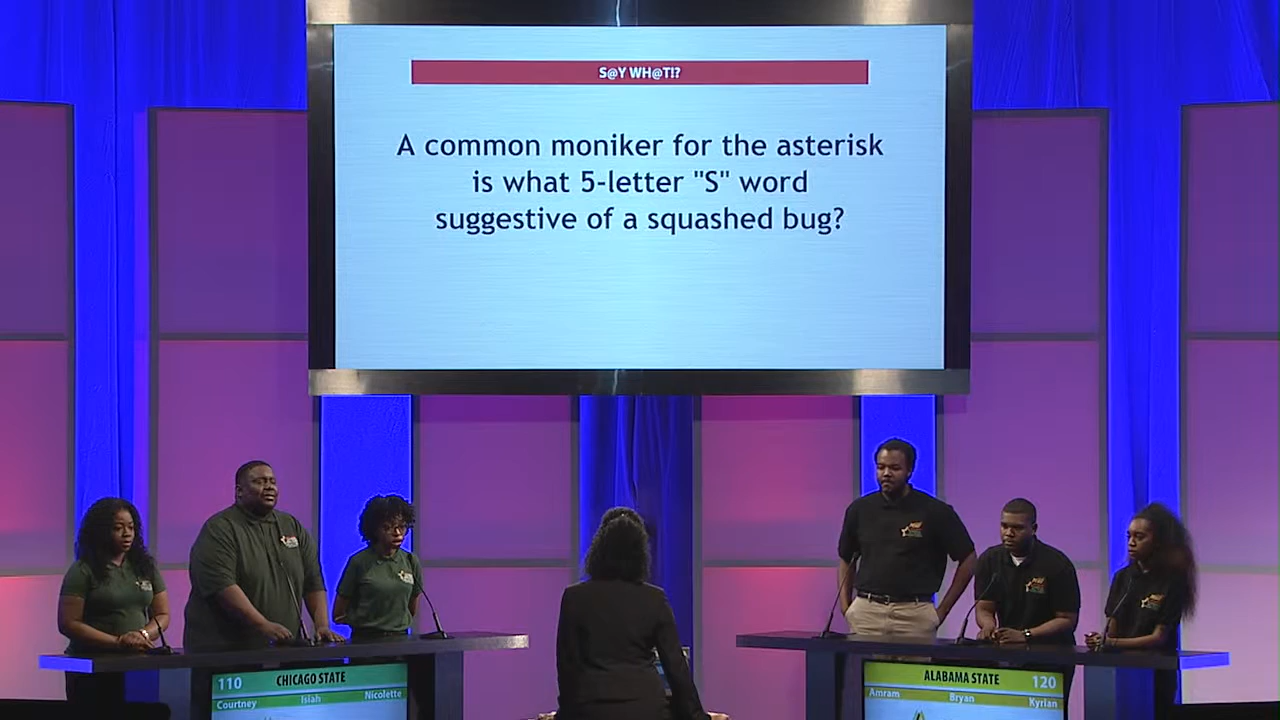 S@Y WH@T!?
A common moniker for the asterisk
is what 5-letter "S" word
suggestive of a squashed bug?
110 CHICAGO STATE
Courtney Isiah Nicolette
ALABAMA STATE 120
Amram Bryan Kyrian